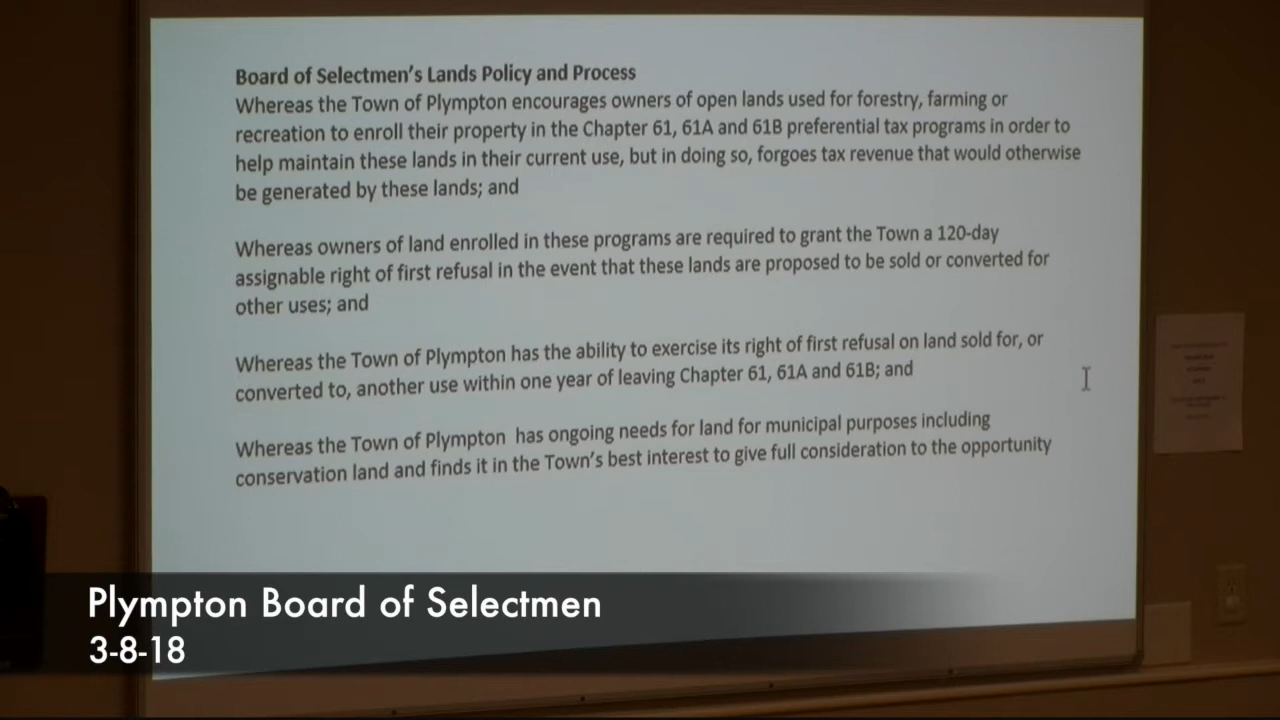 Board of Selectmen's Lands Policy and Process
Whereas the Town of Plympton encourages owners of open lands used for forestry, farming or
recreation to enroll their property in the Chapter 61, 61A and 61B preferential tax programs in order to
help maintain these lands in their current use, but in doing so, forgoes tax revenue that would otherwise
be generated by these lands; and
Whereas owners of land enrolled in these programs are required to grant the Town a 120-day
assignable right of first refusal in the event that these lands are proposed to be sold or converted for
other uses; and
Whereas the Town of Plympton has the ability to exercise its right of first refusal on land sold for, or
converted to, another use within one year of leaving Chapter 61, 61A and 61B; and
Whereas the Town of Plympton has ongoing needs for land for municipal purposes including
conservation land and finds it in the Town's best interest to give full consideration to the opportunity
Plympton Board of Selectmen
3-8-18